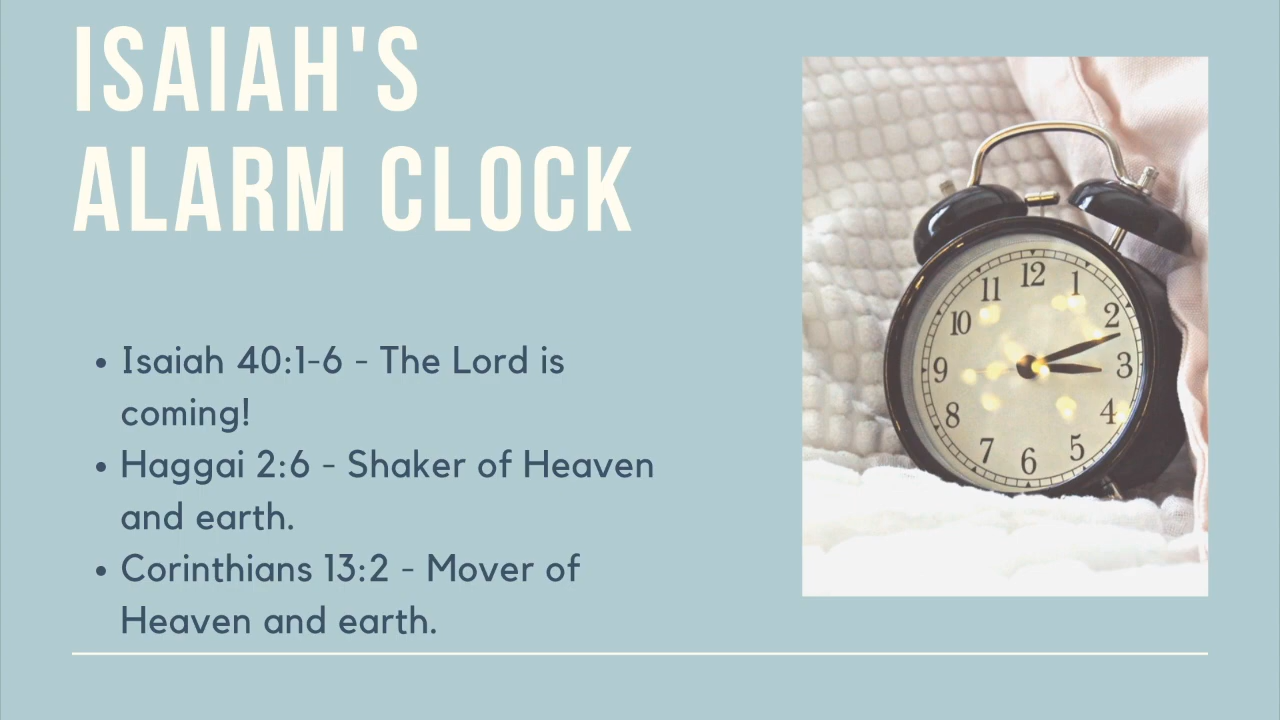 ISAIAH'S
ALARM CLOCK
• Isaiah 40:1-6 - The Lord is
coming!
• Haggai 2:6 - Shaker of Heaven
and earth.
• Corinthians 13:2 - Mover of
Heaven and earth.
12
1
2
3
4
5
6
7
8
9
10
11